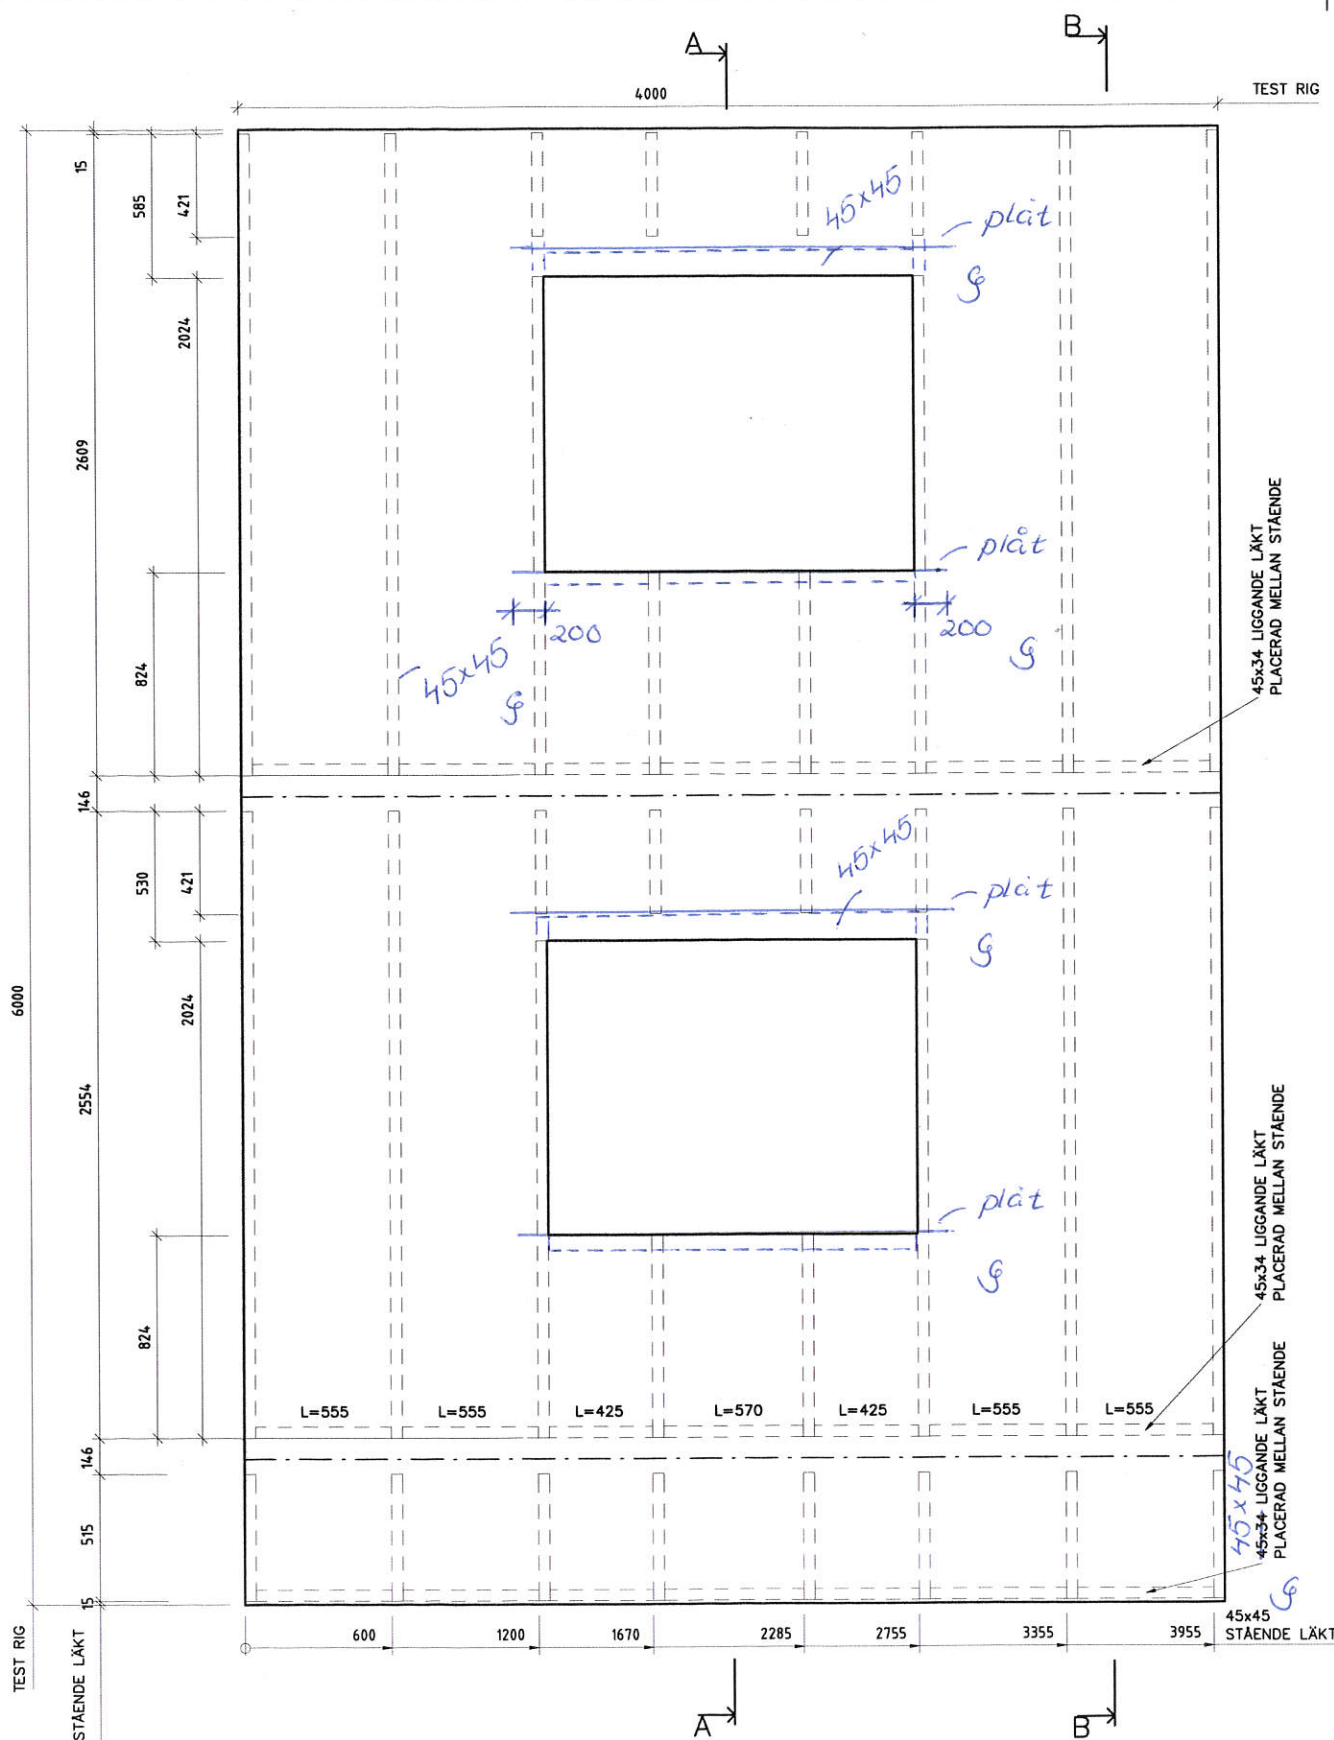 A
B
4000
TEST RIG
15
585
421
45x45
plåt
2024
2609
plåt
200
200
45x45
824
45x34 LIGGANDE LÄKT
PLACERAD MELLAN STÅENDE
146
530
421
45x45
plåt
6000
2024
2554
plåt
824
45x34 LIGGANDE LÄKT
PLACERAD MELLAN STÅENDE
L=555
L=555
L=425
L=570
L=425
L=555
L=555
146
45x45
45x34 LIGGANDE LÄKT
PLACERAD MELLAN STÅENDE
515
15
600
1200
1670
2285
2755
3355
3955
45x45
STÅENDE LÄKT
TEST RIG
STÅENDE LÄKT
A
B